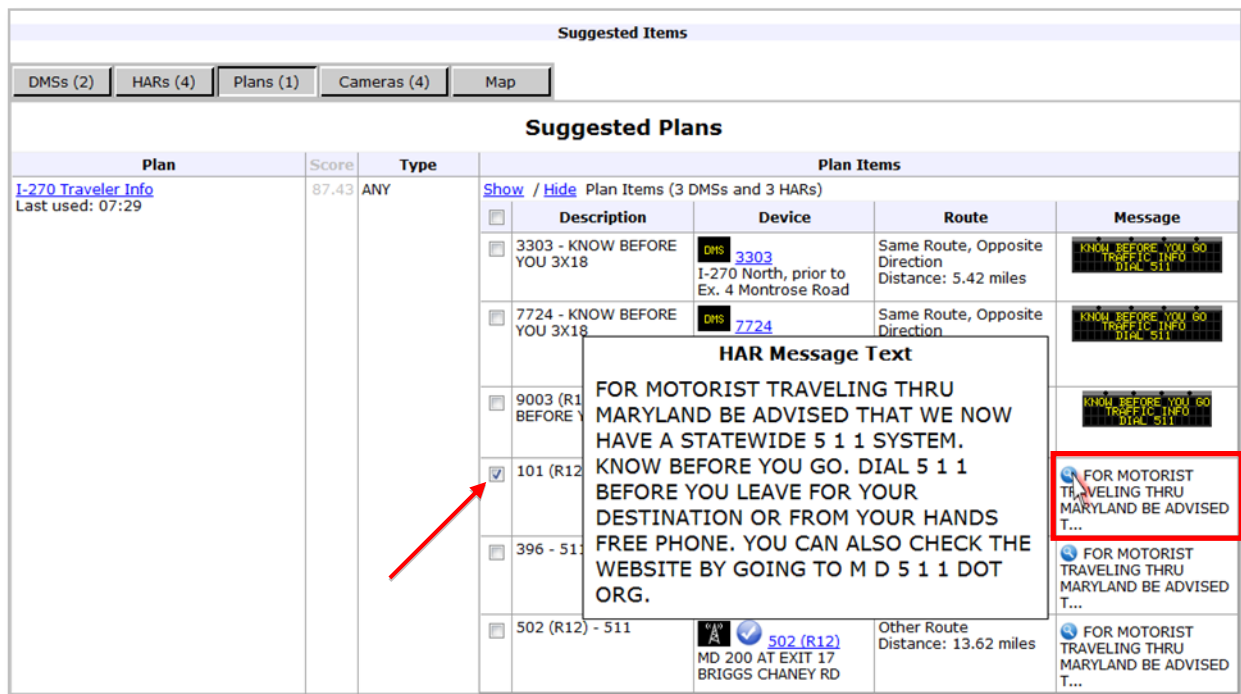 Suggested Items
DMSs (2)
HARs (4)
Plans (1)
Cameras (4)
Map
Suggested Plans
Plan
Score
Type
Plan Items
I-270 Traveler Info
Last used: 07:29
87.43
ANY
Show / Hide Plan Items (3 DMSs and 3 HARs)
Description
Device
Route
Message
3303 - KNOW BEFORE
YOU 3X18
DMS 3303
I-270 North, prior to
Ex. 4 Montrose Road
Same Route, Opposite
Direction
Distance: 5.42 miles
KNOW BEFORE YOU GO
TRAFFIC INFO
DIAL 511
7724 - KNOW BEFORE
YOU 3X18
DMS 7724
Same Route, Opposite
Direction
KNOW BEFORE YOU GO
TRAFFIC INFO
DIAL 511
HAR Message Text
FOR MOTORIST TRAVELING THRU
MARYLAND BE ADVISED THAT WE NOW
HAVE A STATEWIDE 5 1 1 SYSTEM.
KNOW BEFORE YOU GO. DIAL 5 1 1
BEFORE YOU LEAVE FOR YOUR
DESTINATION OR FROM YOUR HANDS
FREE PHONE. YOU CAN ALSO CHECK THE
WEBSITE BY GOING TO M D 5 1 1 DOT
ORG.
9003 (R1
BEFORE
KNOW BEFORE YOU GO
TRAFFIC INFO
DIAL 511
101 (R12
FOR MOTORIST
TRAVELING THRU
MARYLAND BE ADVISED
T...
396 - 511
FOR MOTORIST
TRAVELING THRU
MARYLAND BE ADVISED
T...
502 (R12) - 511
502 (R12)
MD 200 AT EXIT 17
BRIGGS CHANEY RD
Other Route
Distance: 13.62 miles
FOR MOTORIST
TRAVELING THRU
MARYLAND BE ADVISED
T...